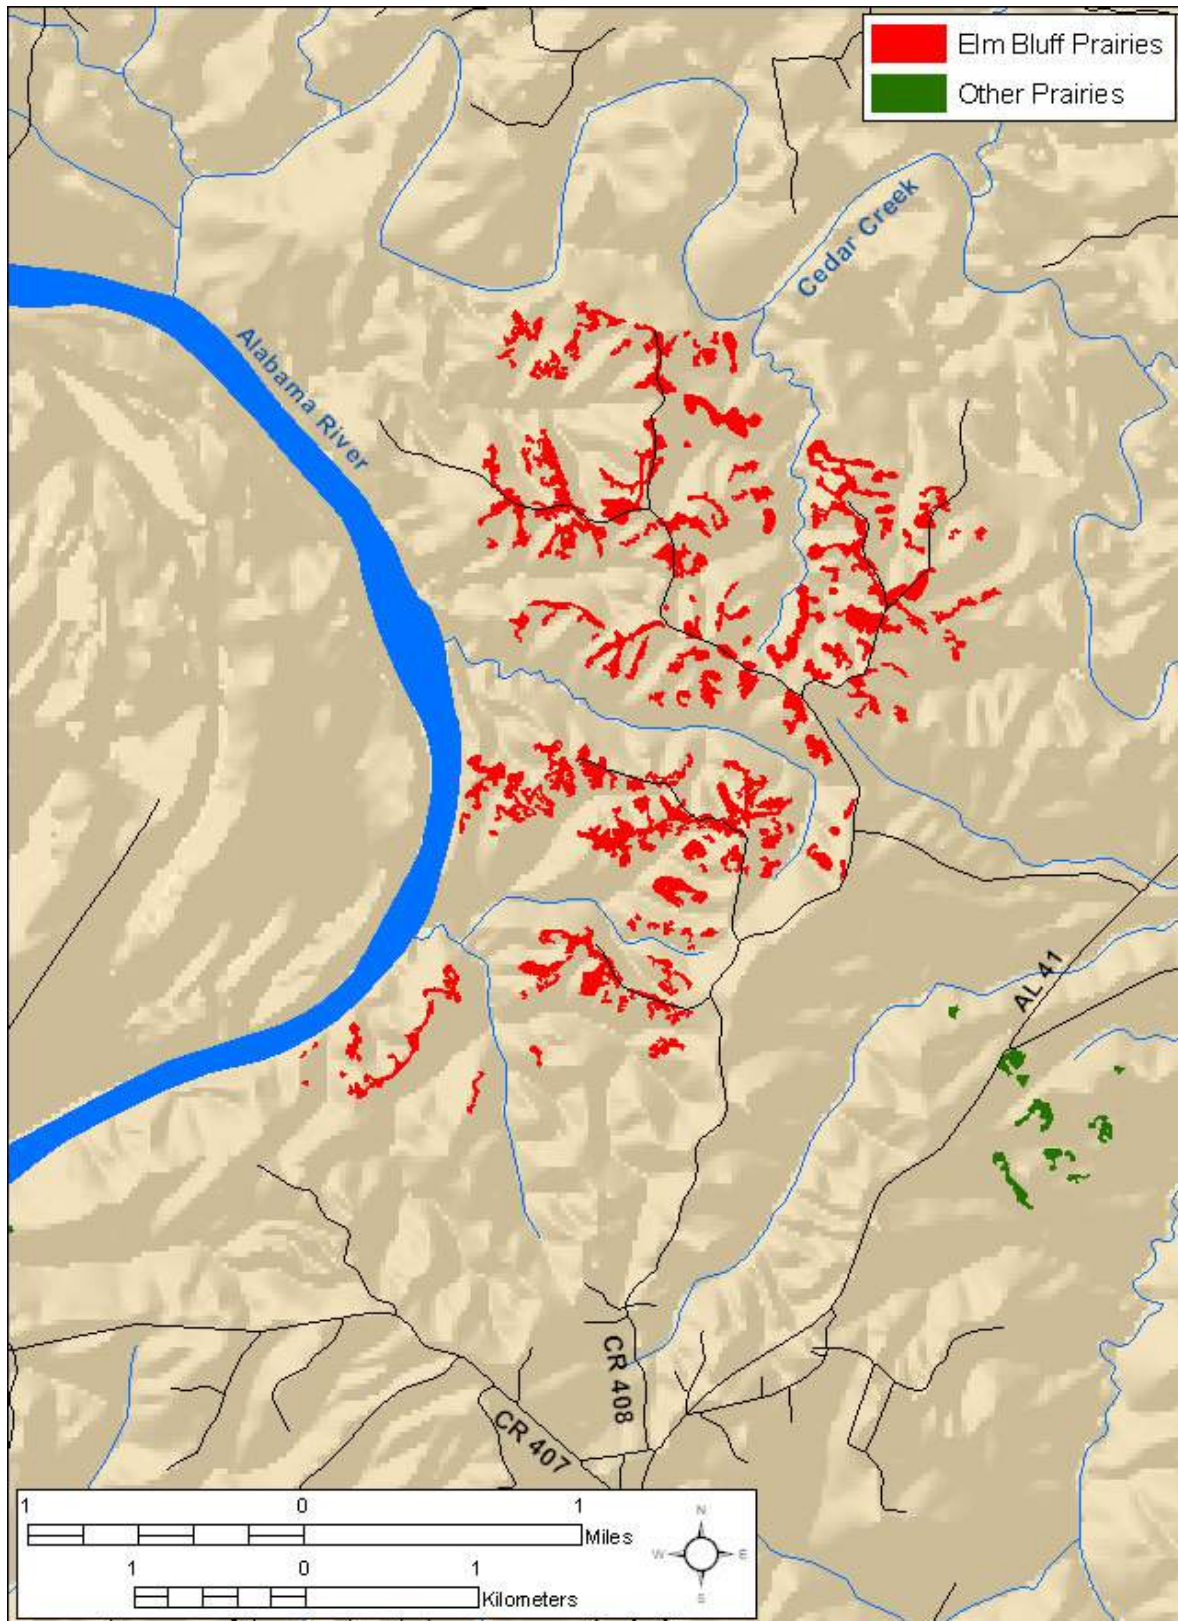 Elm Bluff Prairies
Other Prairies
Cedar Creek
Alabama River
AL 41
CR 408
CR 407
1 0 1
Miles
1 0 1
Kilometers
N
W E
S